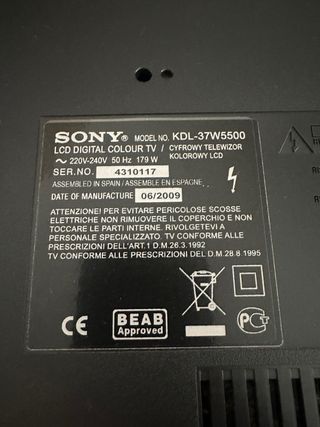 SONY® MODEL NO. KDL-37W5500
LCD DIGITAL COLOUR TV / CYFROWY TELEWIZOR
~ 220V-240V 50 Hz 179 W KOLOROWY LCD
SER.NO. 4310117
ASSEMBLED IN SPAIN / ASSEMBLE EN ESPAGNE
DATE OF MANUFACTURE 06/2009
ATTENZIONE! PER EVITARE PERICOLOSE SCOSSE
ELETTRICHE NON RIMUOVERE IL COPERCHIO E NON
TOCCARE LE PARTI INTERNE. RIVOLGETEVI A
PERSONALE SPECIALIZZATO. TV CONFORME ALLE
PRESCRIZIONI DELL'ART.1 D.M.26.3.1992
TV CONFORME ALLE PRESCRIZIONI DEL D.M.28.8.1995
CE
BEAB
Approved